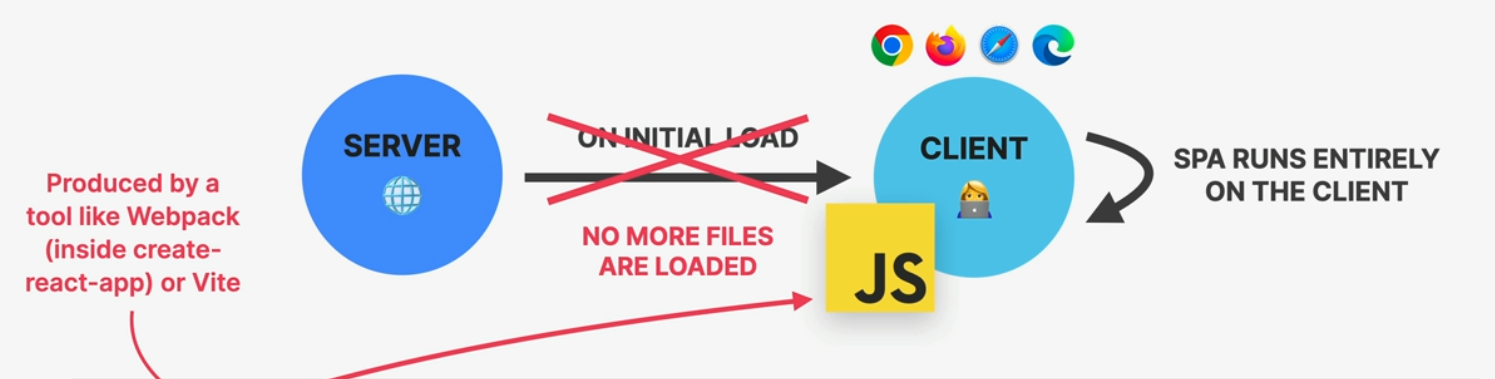 SERVER
ON INITIAL LOAD
CLIENT
SPA RUNS ENTIRELY
ON THE CLIENT
Produced by a
tool like Webpack
(inside create-
react-app) or Vite
NO MORE FILES
ARE LOADED
JS